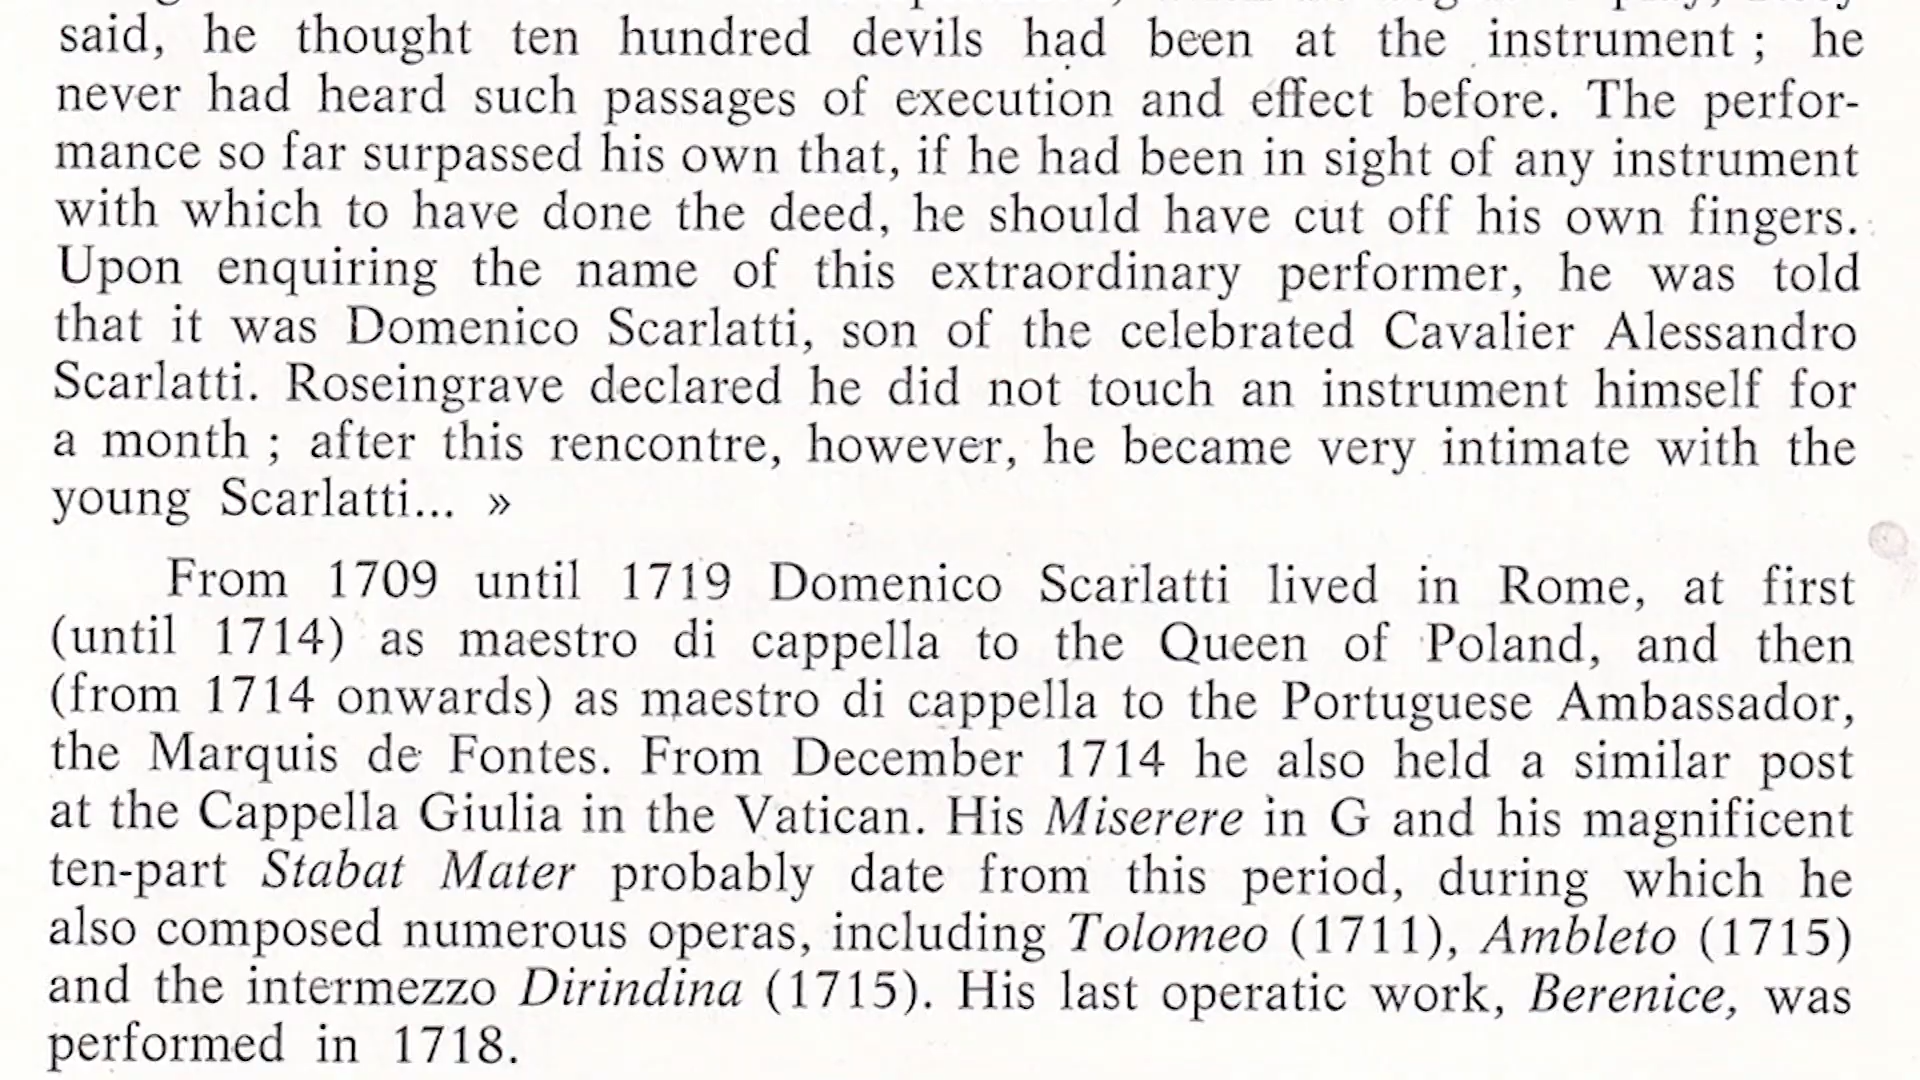 said, he thought ten hundred devils had been at the instrument ; he
never had heard such passages of execution and effect before. The perfor-
mance so far surpassed his own that, if he had been in sight of any instrument
with which to have done the deed, he should have cut off his own fingers.
Upon enquiring the name of this extraordinary performer, he was told
that it was Domenico Scarlatti, son of the celebrated Cavalier Alessandro
Scarlatti. Roseingrave declared he did not touch an instrument himself for
a month ; after this rencontre, however, he became very intimate with the
young Scarlatti... »
From 1709 until 1719 Domenico Scarlatti lived in Rome, at first
(until 1714) as maestro di cappella to the Queen of Poland, and then
(from 1714 onwards) as maestro di cappella to the Portuguese Ambassador,
the Marquis de Fontes. From December 1714 he also held a similar post
at the Cappella Giulia in the Vatican. His Miserere in G and his magnificent
ten-part Stabat Mater probably date from this period, during which he
also composed numerous operas, including Tolomeo (1711), Ambleto (1715)
and the intermezzo Dirindina (1715). His last operatic work, Berenice, was
performed in 1718.